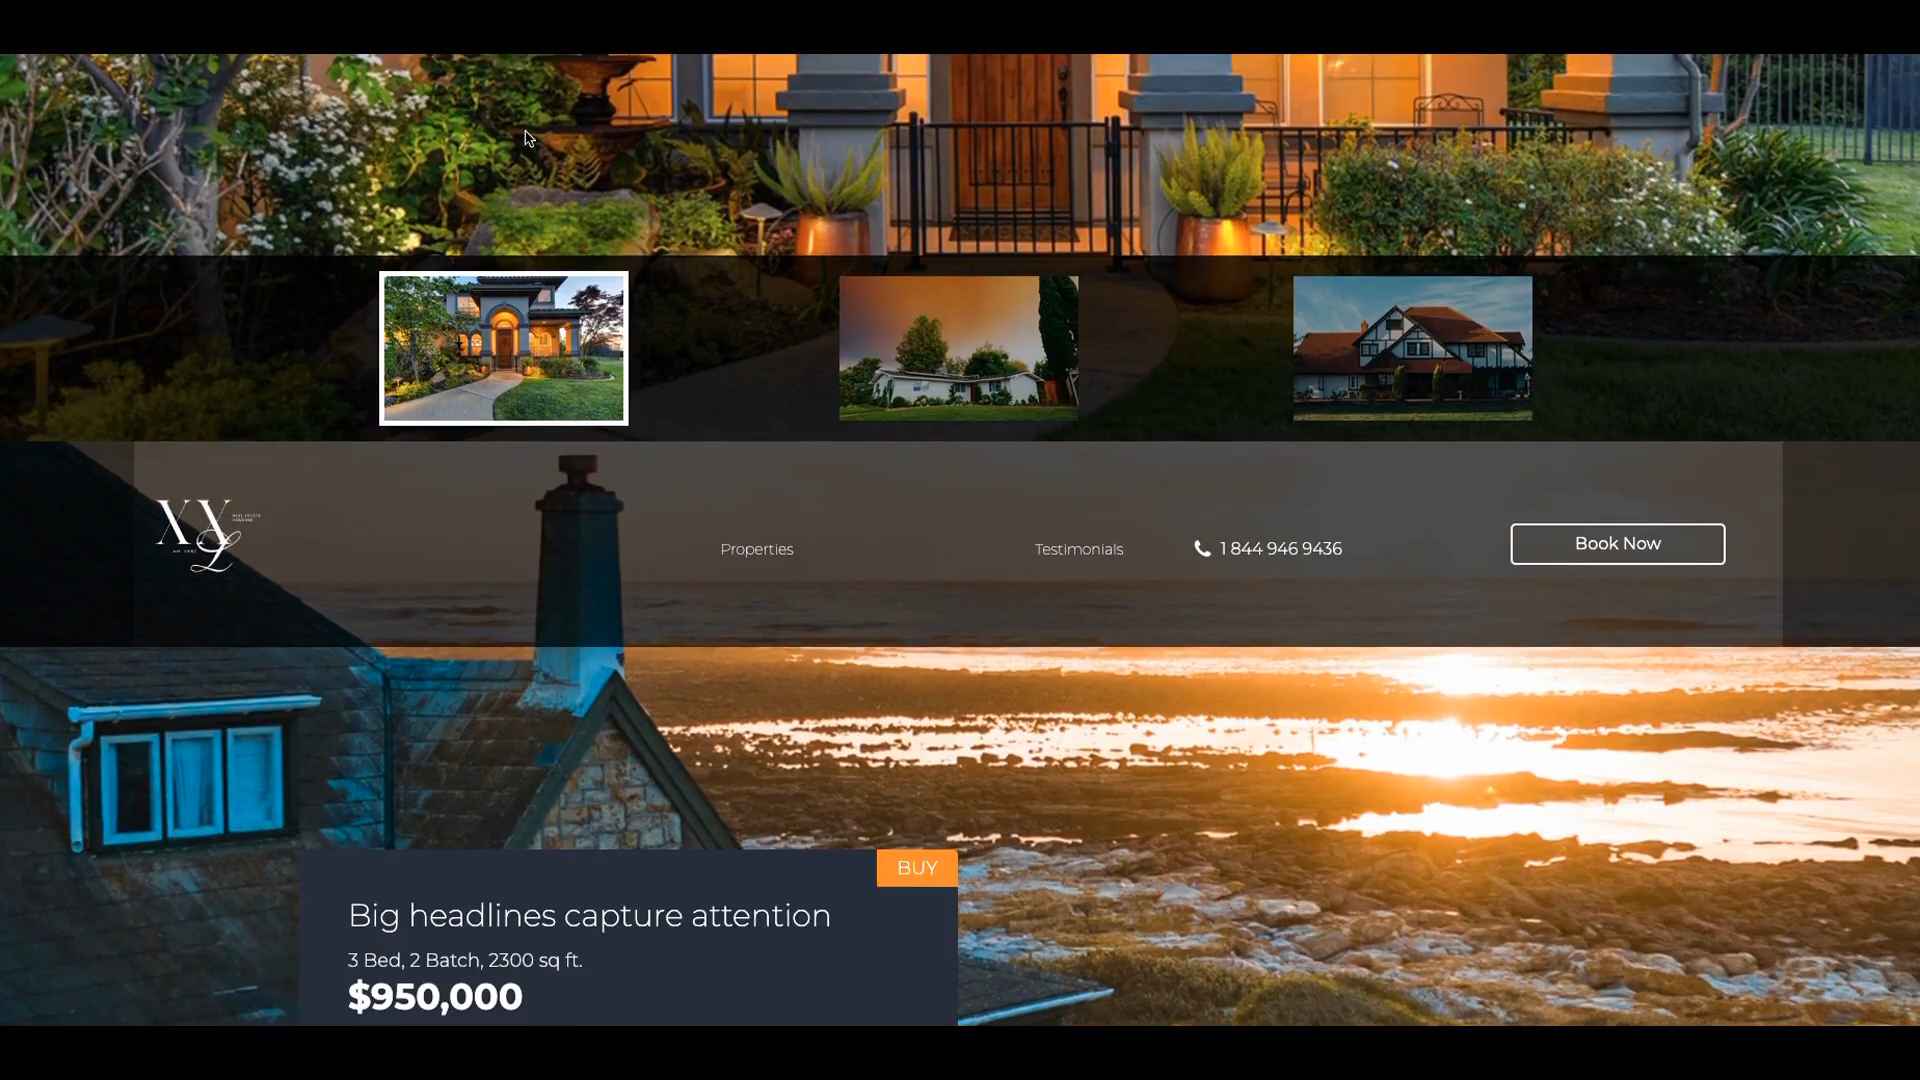 XXL
Properties
Testimonials
1 844 946 9436
Book Now
BUY
Big headlines capture attention
3 Bed, 2 Batch, 2300 sq ft.
$950,000